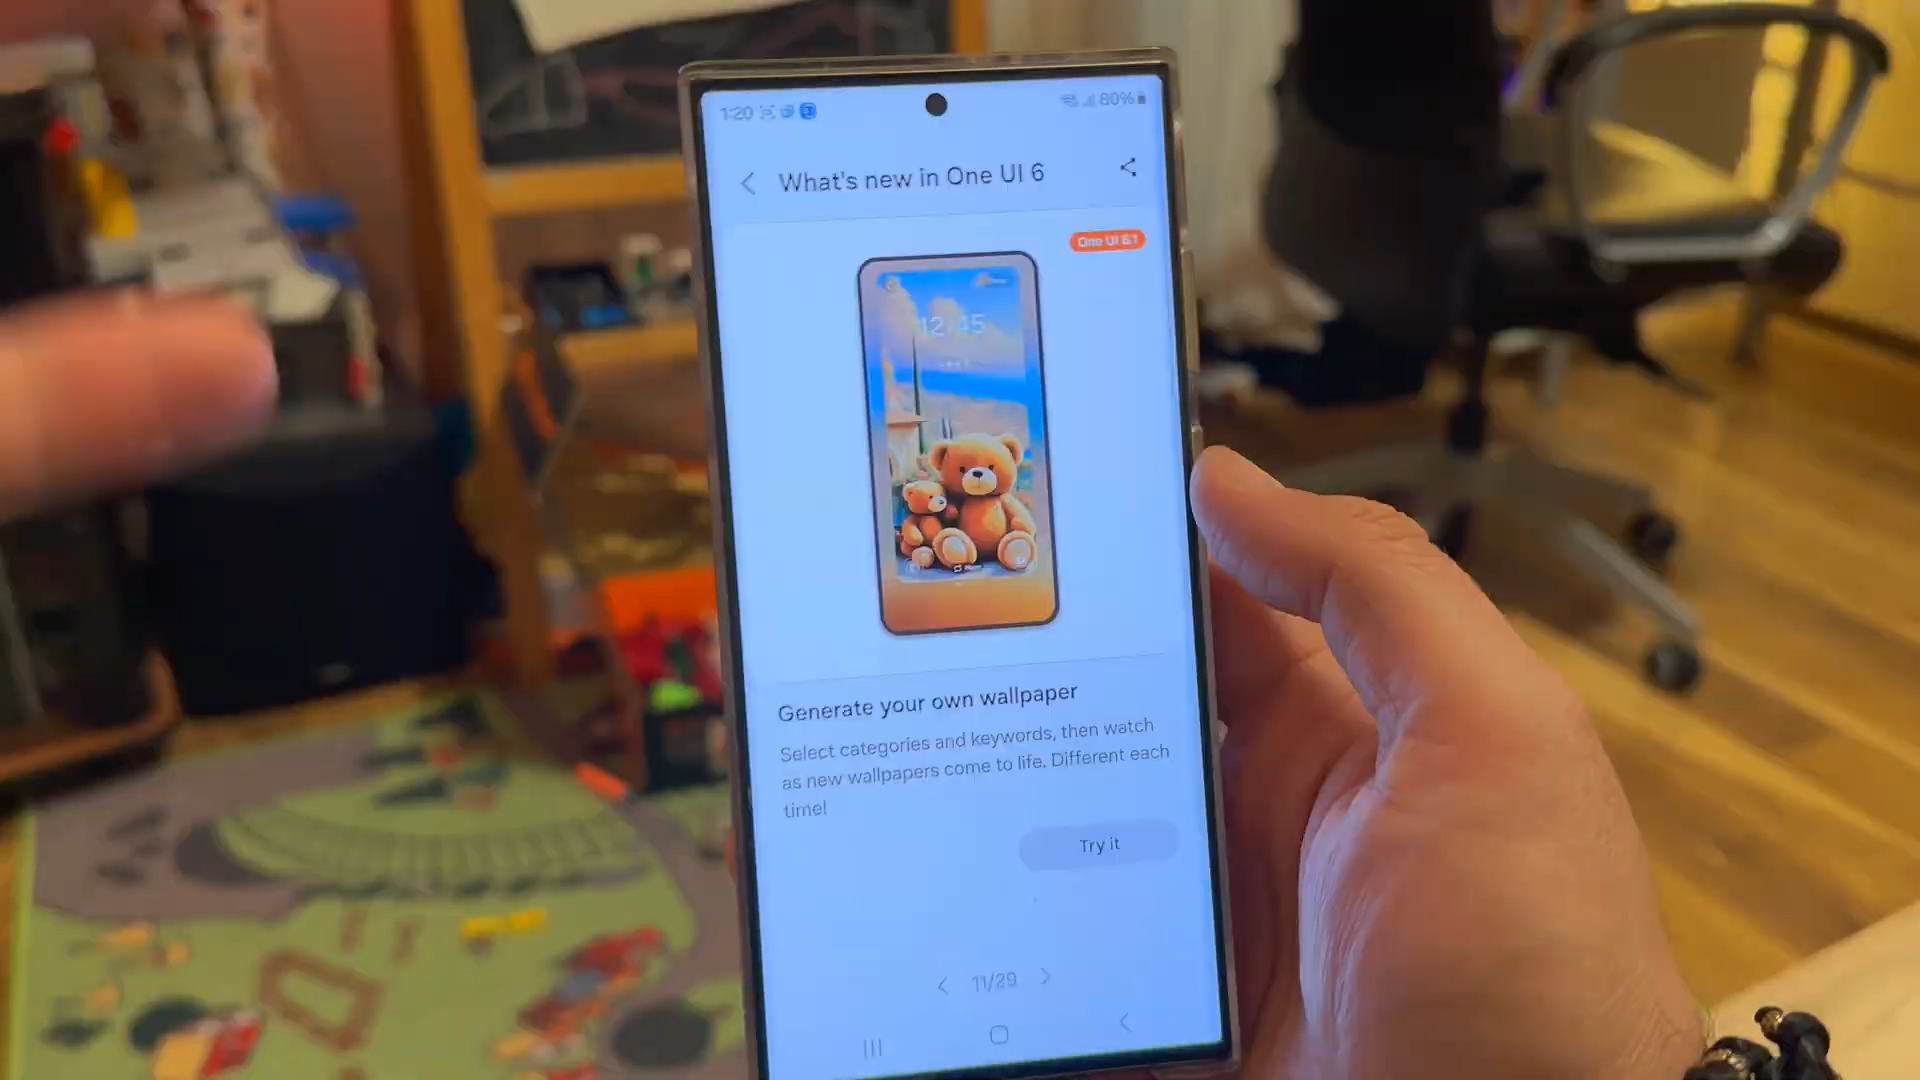 1:20
80%
What's new in One UI 6
One UI 6.1
12:45
Generate your own wallpaper
Select categories and keywords, then watch
as new wallpapers come to life. Different each
time!
Try it
11/29